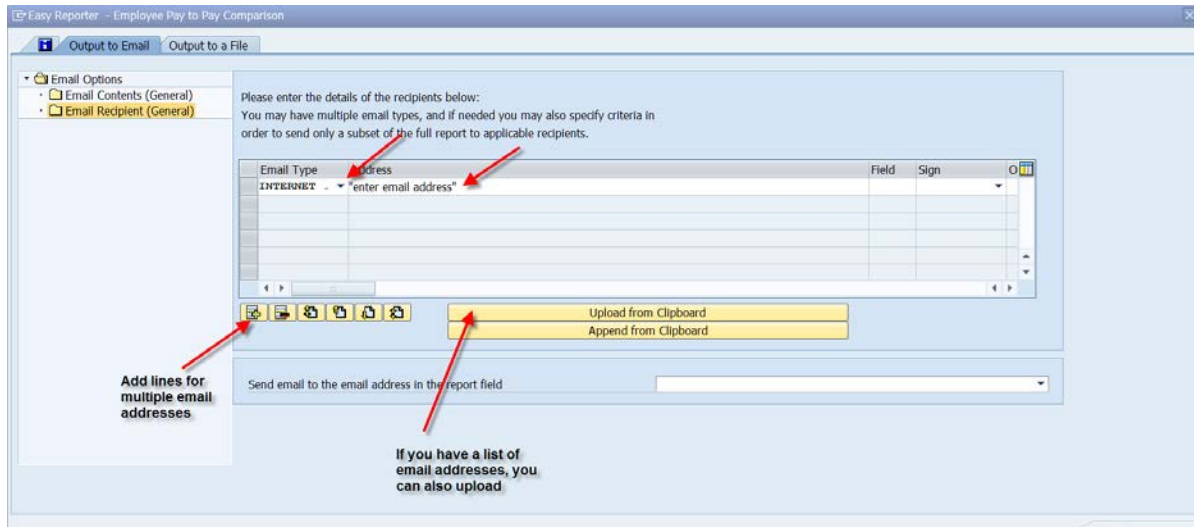 Easy Reporter - Employee Pay to Pay Comparison
Output to Email
Output to a File
Email Options
Email Contents (General)
Email Recipient (General)
Please enter the details of the recipients below:
You may have multiple email types, and if needed you may also specify criteria in
order to send only a subset of the full report to applicable recipients.
Email Type Address Field Sign O
INTERNET .. "enter email address"
Upload from Clipboard
Append from Clipboard
Add lines for
multiple email
addresses
Send email to the email address in the report field
If you have a list of
email addresses, you
can also upload